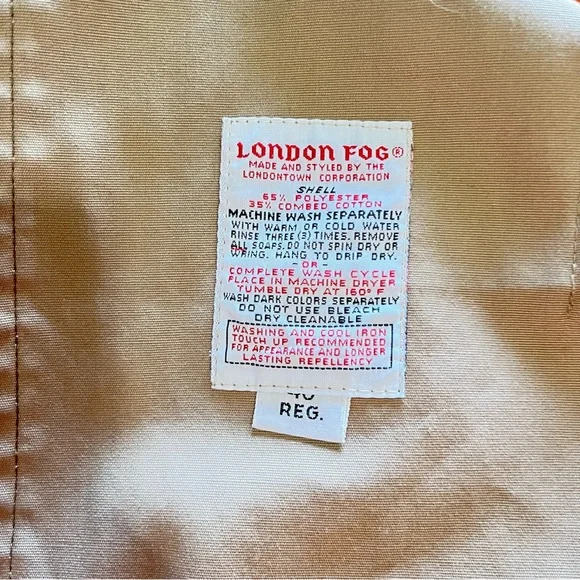 LONDON FOG®
MADE AND STYLED BY THE
LONDONTOWN CORPORATION
SHELL
65% POLYESTER
35% COMBED COTTON
MACHINE WASH SEPARATELY
WITH WARM OR COLD WATER
RINSE THREE (3) TIMES. REMOVE
ALL SOAPS. DO NOT SPIN DRY OR
WRING. HANG TO DRIP DRY.
-OR-
COMPLETE WASH CYCLE
PLACE IN MACHINE DRYER
TUMBLE DRY AT 160° F
WASH DARK COLORS SEPARATELY
DO NOT USE BLEACH
DRY CLEANABLE
WASHING AND COOL IRON
TOUCH UP RECOMMENDED
FOR APPEARANCE AND LONGER
LASTING REPELLENCY
40
REG.